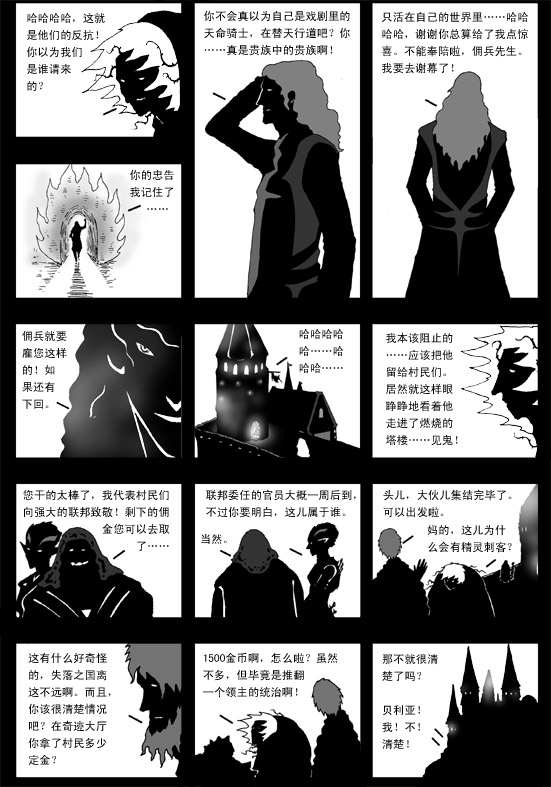 哈哈哈哈，这就
是他们的反抗！
你以为我们
是谁请来
的？
你不会真以为自己是戏剧里的
天命骑士，在替天行道吧？你
……真是贵族中的贵族啊！
只活在自己的世界里……哈哈
哈哈，谢谢你总算给了我点惊
喜。不能奉陪啦，佣兵先生。
我要去谢幕了！
你的忠告
我记住了
……
佣兵就要
雇您这样
的！如
果还有
下回。
哈哈哈哈
哈……哈
哈哈……
我本该阻止的
……应该把他
留给村民们。
居然就这样眼
睁睁地看着他
走进了燃烧的
塔楼……见鬼！
您干的太棒了，我代表村民们
向强大的联邦致敬！剩下的佣
金您可以去取
了……
联邦委任的官员大概一周后到，
不过你要明白，这儿属于谁。
当然。
头儿，大伙儿集结完毕了。
可以出发啦。
妈的，这儿为什
么会有精灵刺客？
这有什么好奇怪
的，失落之国离
这不远啊。而且，
你该很清楚情况
吧？在奇迹大厅
你拿了村民多少
定金？
1500金币啊，怎么啦？虽然
不多，但毕竟是推翻
一个领主的统治啊！
那不就很清
楚了吗？
贝利亚！
我！不！
清楚！